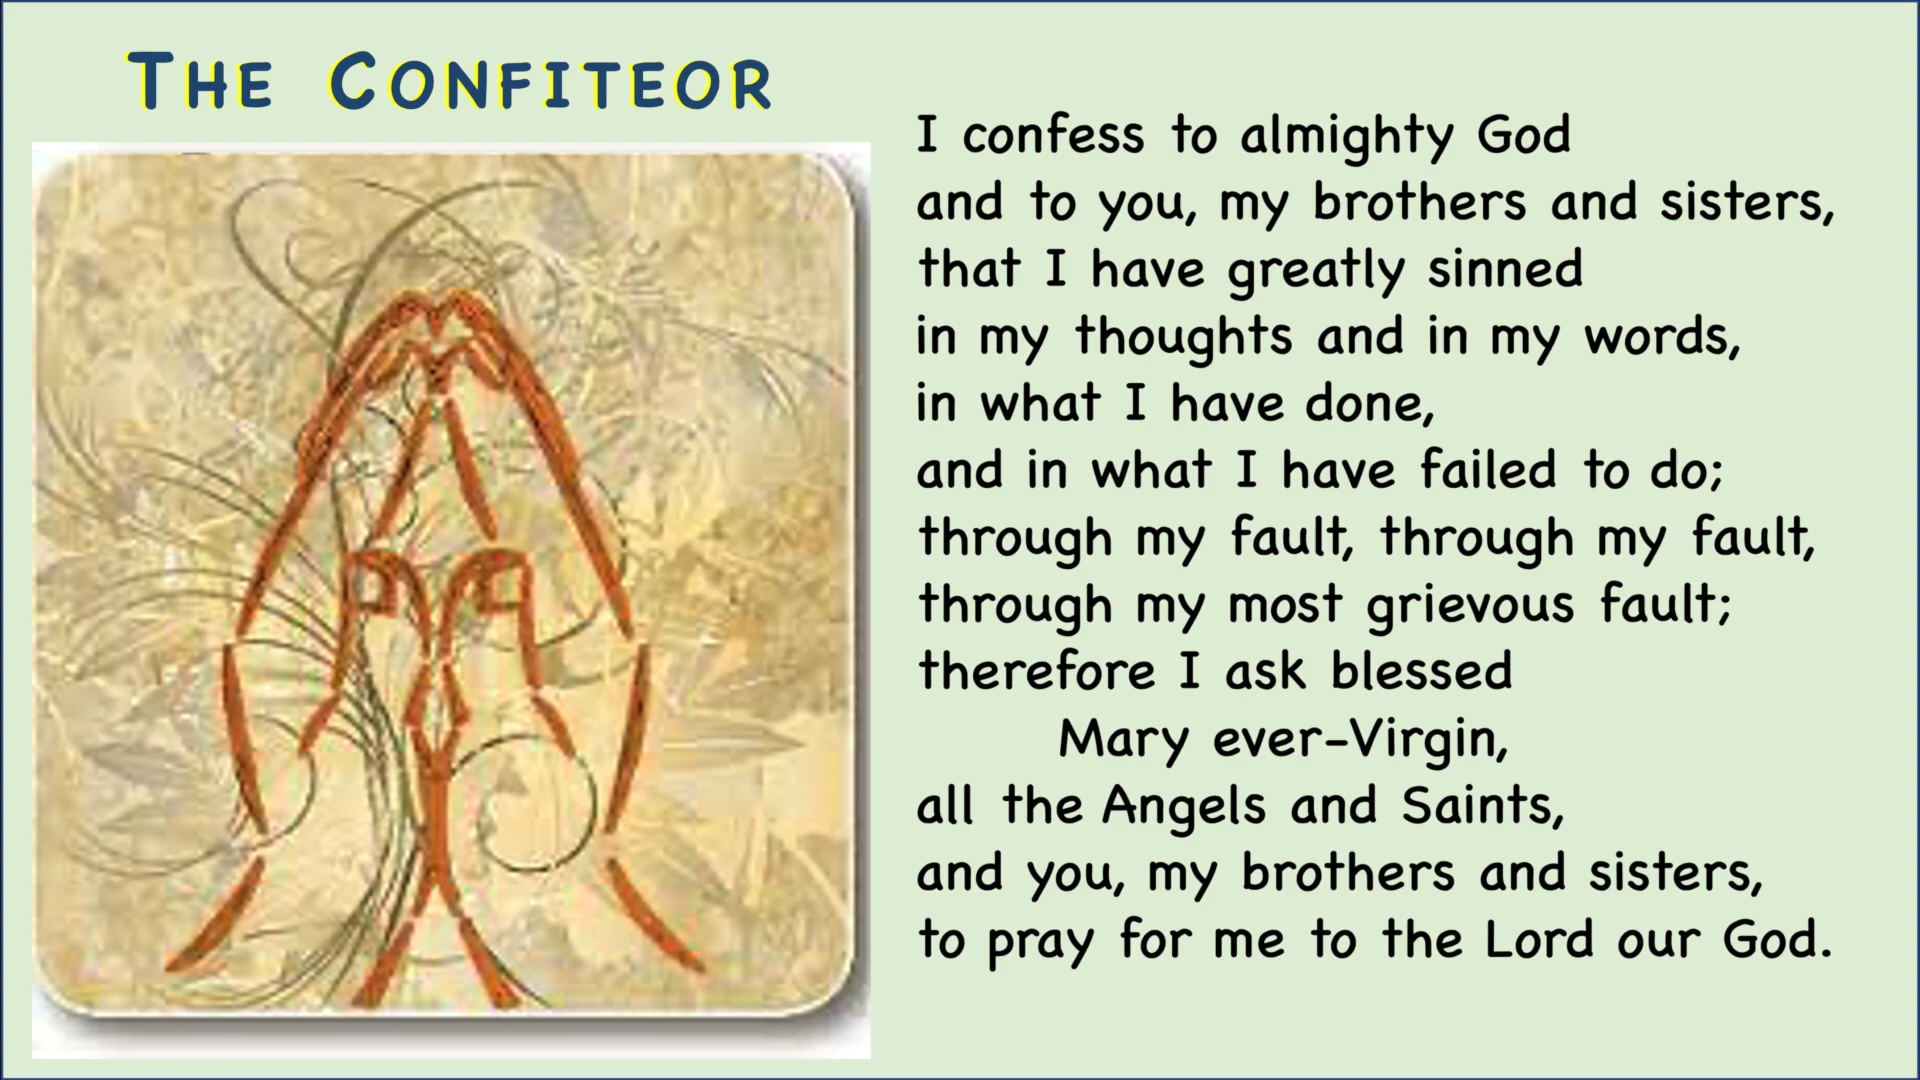 The Confiteor
I confess to almighty God
and to you, my brothers and sisters,
that I have greatly sinned
in my thoughts and in my words,
in what I have done,
and in what I have failed to do;
through my fault, through my fault,
through my most grievous fault;
therefore I ask blessed
Mary ever-Virgin,
all the Angels and Saints,
and you, my brothers and sisters,
to pray for me to the Lord our God.